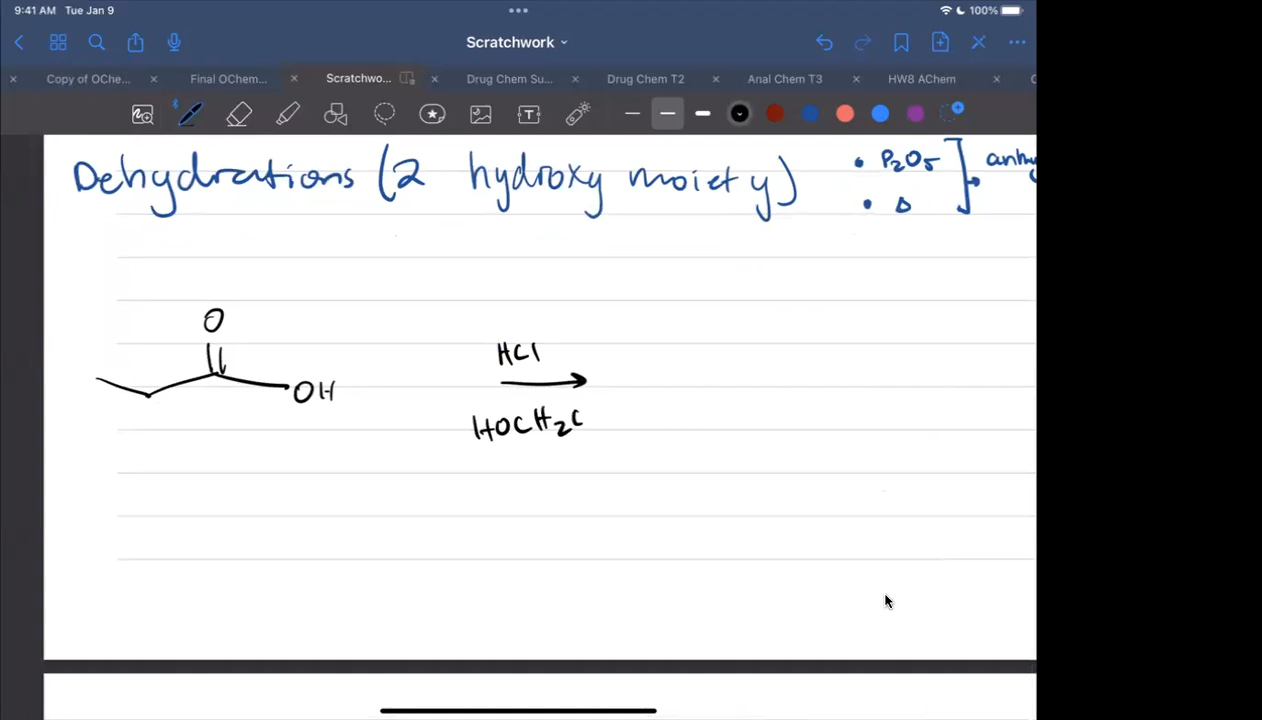 9:41 AM Tue Jan 9
100%
Scratchwork
Copy of OChe...
Final OChem...
Scratchwo...
Drug Chem Su...
Drug Chem T2
Anal Chem T3
HW8 AChem
Dehydrations (2 hydroxy moiety)
• P₂O₅
• Δ
anhy
O
OH
HCl
HOCH₂C